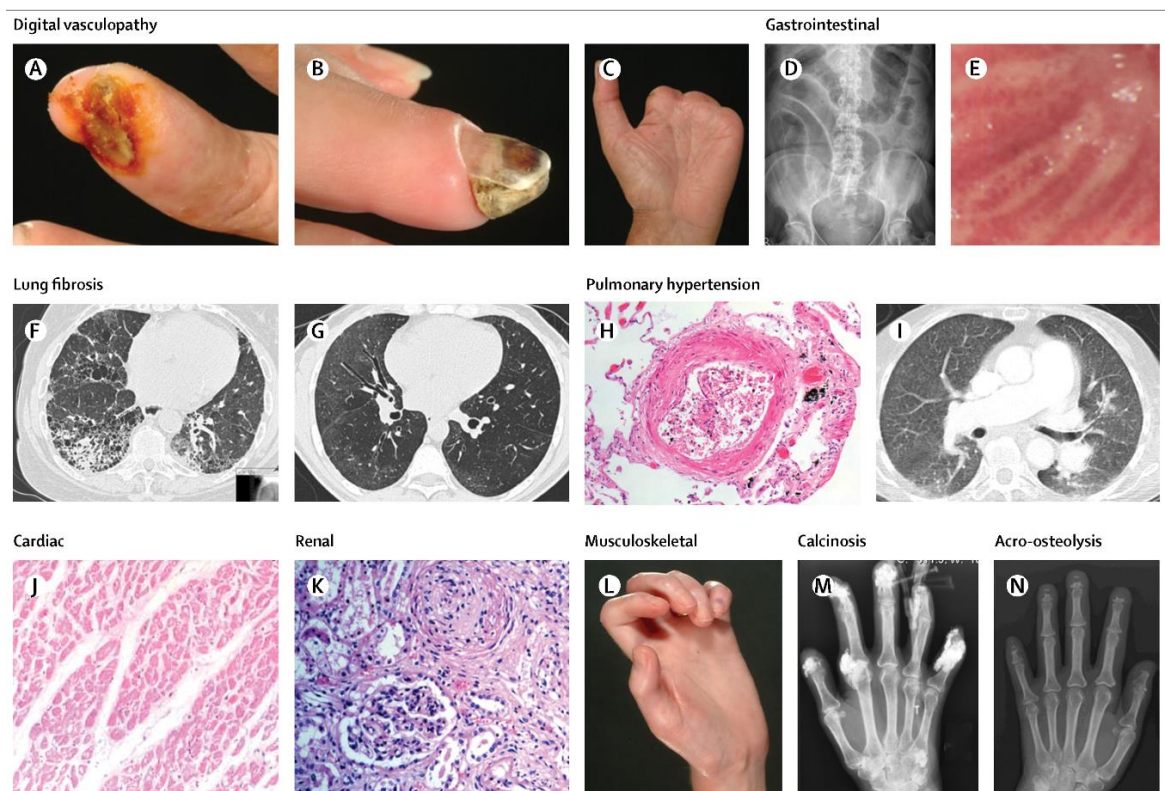 Digital vasculopathy
Gastrointestinal
A
B
C
D
E
Lung fibrosis
Pulmonary hypertension
F
G
H
I
Cardiac
Renal
Musculoskeletal
Calcinosis
Acro-osteolysis
J
K
L
M
N